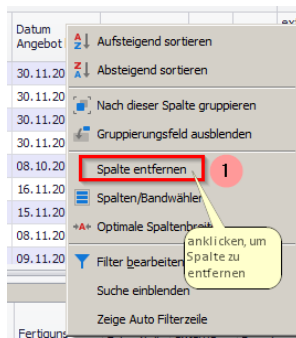 Datum
Angebot
Aufsteigend sortieren
30.11.20
Absteigend sortieren
30.11.20
Nach dieser Spalte gruppieren
30.11.20
Gruppierungsfeld ausblenden
30.11.20
08.10.20
Spalte entfernen
1
16.11.20
Spalten/Bandwähler
15.11.20
Optimale Spaltenbreite
08.11.20
anklicken, um
Spalte zu
entfernen
09.11.20
Filter bearbeiten
Suche einblenden
Zeige Auto Filterzeile
Fertigun